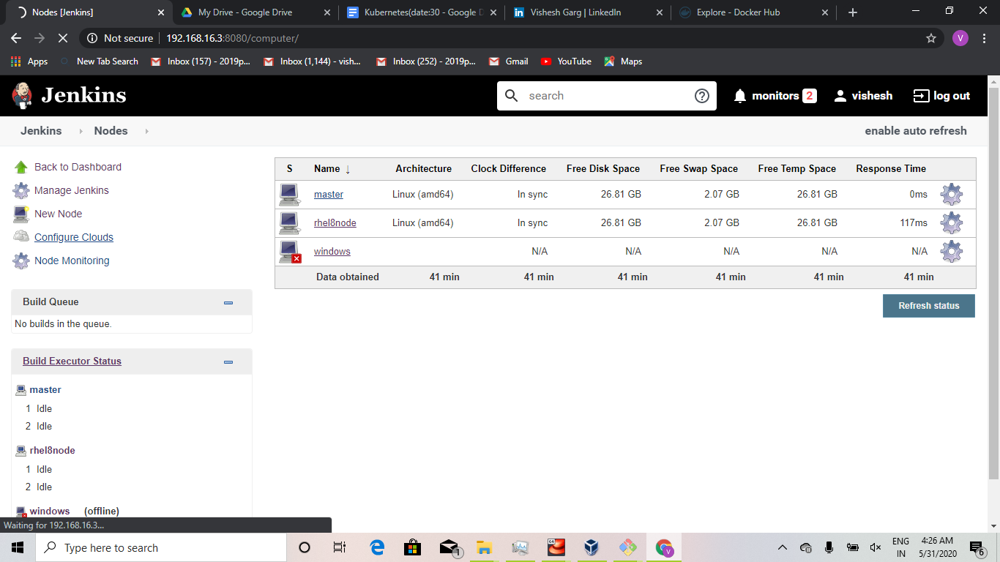 Nodes [Jenkins]
My Drive - Google Drive
Kubernetes(date:30 - Google D
Vishesh Garg | LinkedIn
Explore - Docker Hub
Not secure
192.168.16.3:8080/computer/
V
Apps
New Tab Search
Inbox (157) - 2019p...
Inbox (1,144) - vish...
Inbox (252) - 2019p...
Gmail
YouTube
Maps
Jenkins
search
monitors 2
vishesh
log out
Jenkins
Nodes
enable auto refresh
Back to Dashboard
Manage Jenkins
New Node
Configure Clouds
Node Monitoring
Build Queue
No builds in the queue.
Build Executor Status
master
1 Idle
2 Idle
rhel8node
1 Idle
2 Idle
windows (offline)
S Name ↓ Architecture Clock Difference Free Disk Space Free Swap Space Free Temp Space Response Time
master Linux (amd64) In sync 26.81 GB 2.07 GB 26.81 GB 0ms
rhel8node Linux (amd64) In sync 26.81 GB 2.07 GB 26.81 GB 117ms
windows N/A N/A N/A N/A N/A
Data obtained 41 min 41 min 41 min 41 min 41 min 41 min
Refresh status
Waiting for 192.168.16.3...
Type here to search
1
V
ENG
IN
4:26 AM
5/31/2020
6